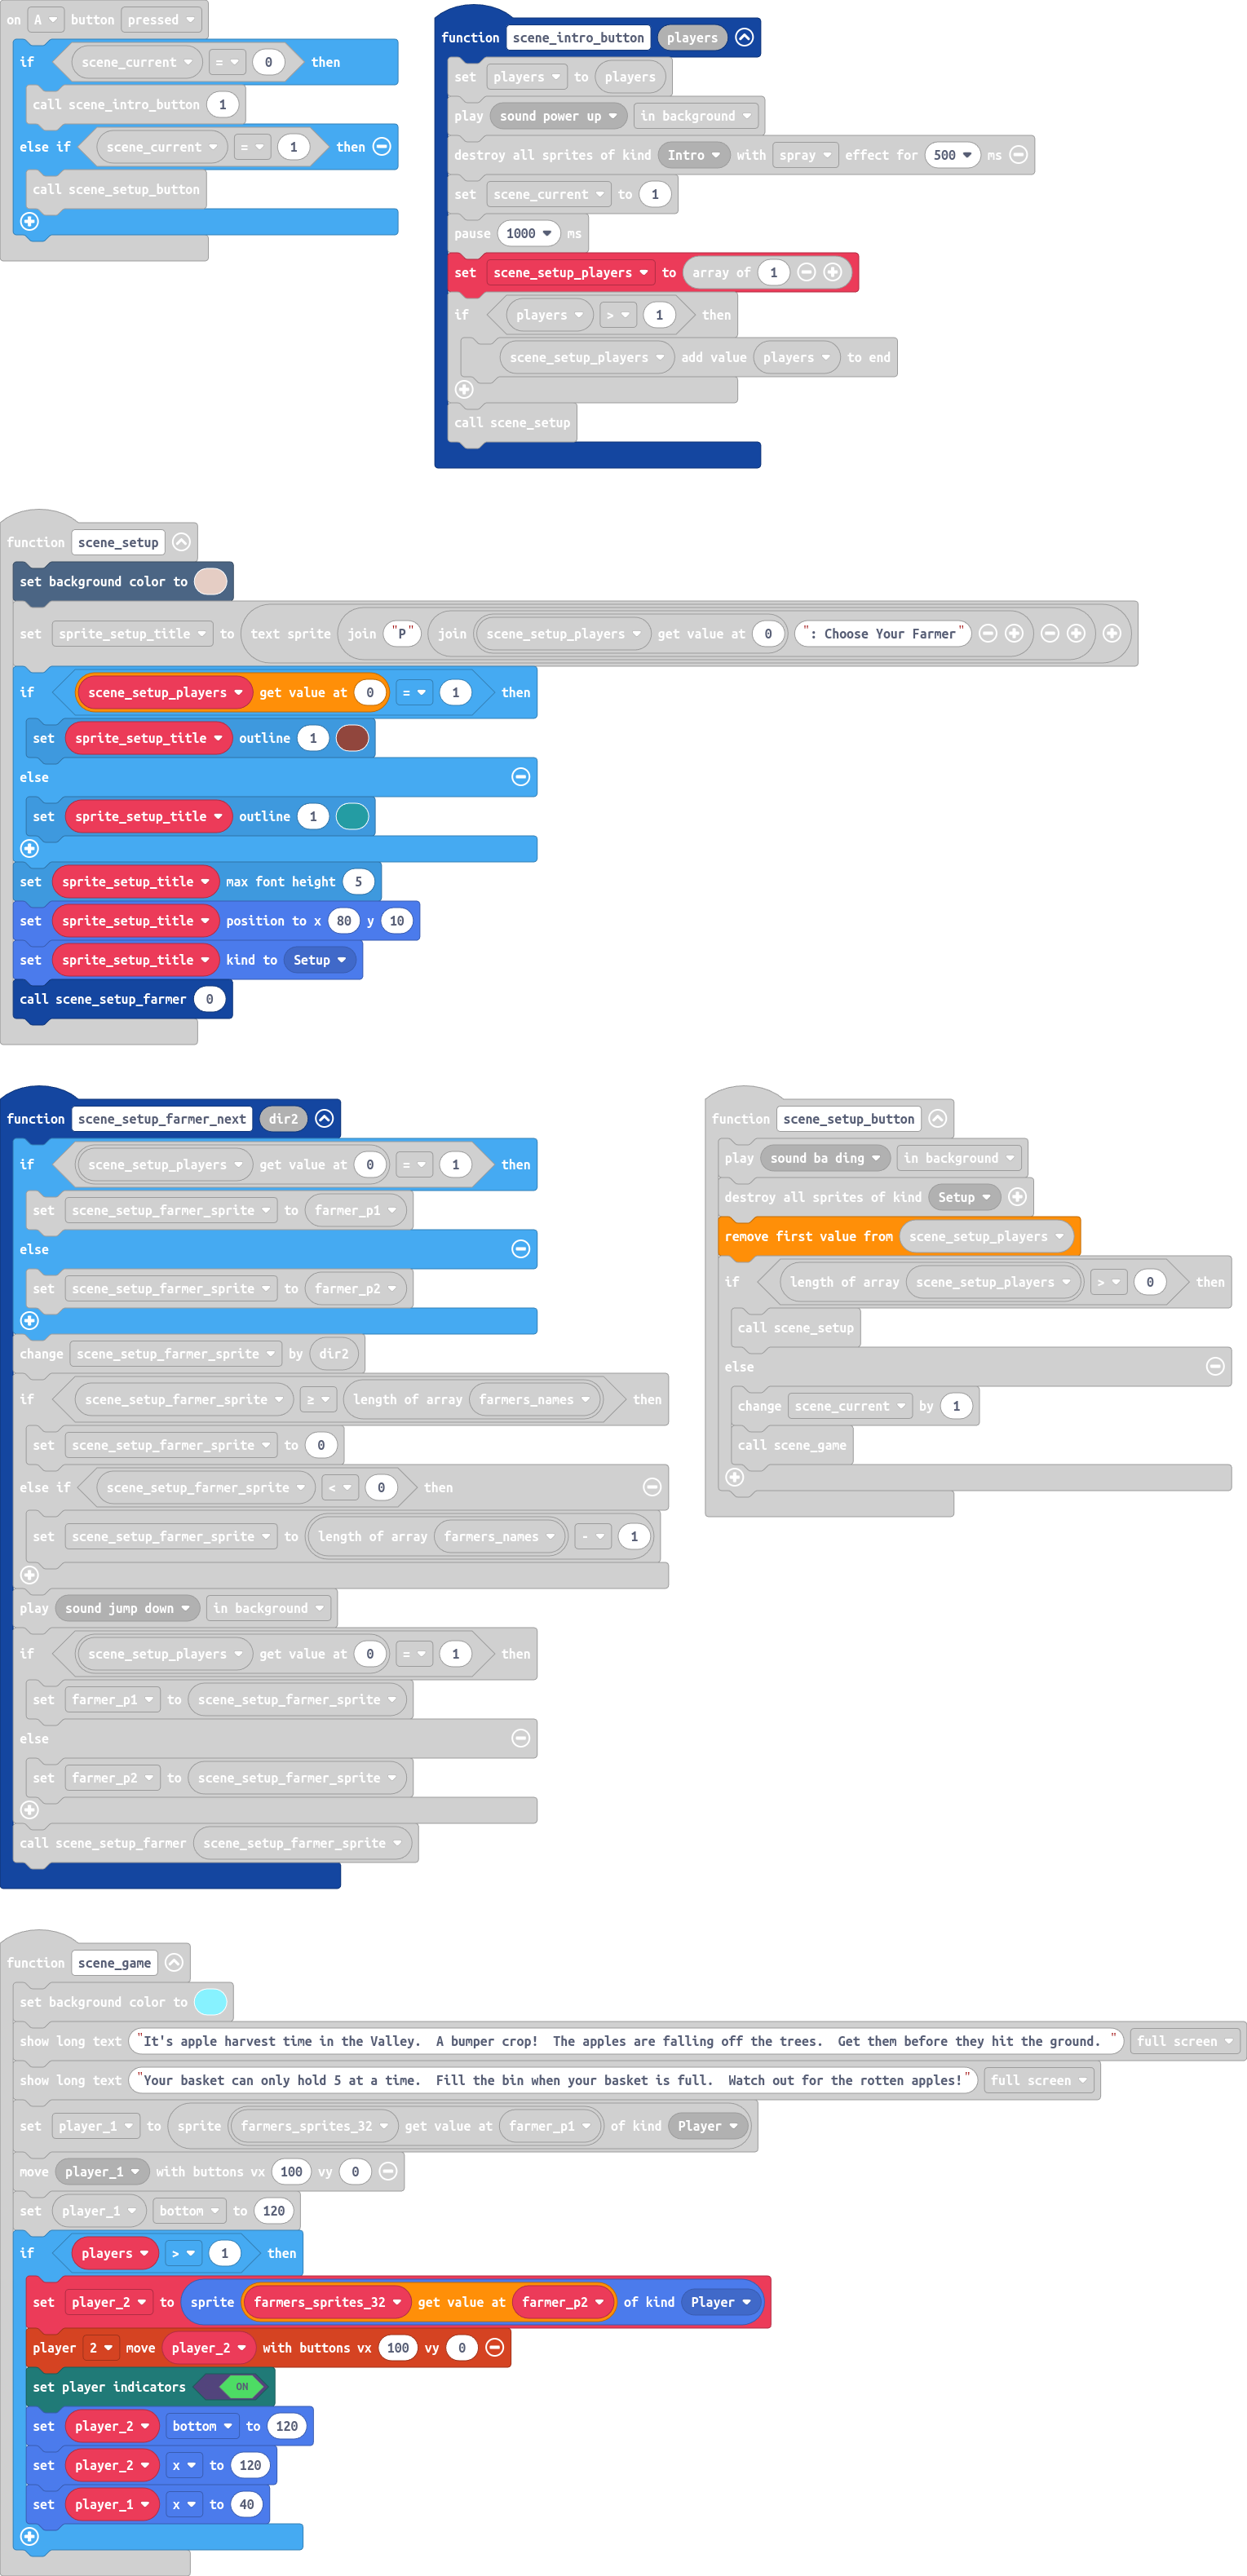 on A button pressed
if scene_current = 0 then
call scene_intro_button 1
else if scene_current = 1 then
call scene_setup_button
function scene_intro_button players
set players to players
play sound power up in background
destroy all sprites of kind Intro with spray effect for 500 ms
set scene_current to 1
pause 1000 ms
set scene_setup_players to array of 1
if players > 1 then
scene_setup_players add value players to end
call scene_setup
function scene_setup
set background color to
set sprite_setup_title to text sprite join "P" join scene_setup_players get value at 0 ": Choose Your Farmer"
if scene_setup_players get value at 0 = 1 then
set sprite_setup_title outline 1
else
set sprite_setup_title outline 1
set sprite_setup_title max font height 5
set sprite_setup_title position to x 80 y 10
set sprite_setup_title kind to Setup
call scene_setup_farmer 0
function scene_setup_farmer_next dir2
if scene_setup_players get value at 0 = 1 then
set scene_setup_farmer_sprite to farmer_p1
else
set scene_setup_farmer_sprite to farmer_p2
change scene_setup_farmer_sprite by dir2
if scene_setup_farmer_sprite ≥ length of array farmers_names then
set scene_setup_farmer_sprite to 0
else if scene_setup_farmer_sprite < 0 then
set scene_setup_farmer_sprite to length of array farmers_names - 1
play sound jump down in background
if scene_setup_players get value at 0 = 1 then
set farmer_p1 to scene_setup_farmer_sprite
else
set farmer_p2 to scene_setup_farmer_sprite
call scene_setup_farmer scene_setup_farmer_sprite
function scene_setup_button
play sound ba ding in background
destroy all sprites of kind Setup
remove first value from scene_setup_players
if length of array scene_setup_players > 0 then
call scene_setup
else
change scene_current by 1
call scene_game
function scene_game
set background color to
show long text "It's apple harvest time in the Valley. A bumper crop! The apples are falling off the trees. Get them before they hit the ground. " full screen
show long text "Your basket can only hold 5 at a time. Fill the bin when your basket is full. Watch out for the rotten apples!" full screen
set player_1 to sprite farmers_sprites_32 get value at farmer_p1 of kind Player
move player_1 with buttons vx 100 vy 0
set player_1 bottom to 120
if players > 1 then
set player_2 to sprite farmers_sprites_32 get value at farmer_p2 of kind Player
player 2 move player_2 with buttons vx 100 vy 0
set player indicators ON
set player_2 bottom to 120
set player_2 x to 120
set player_1 x to 40